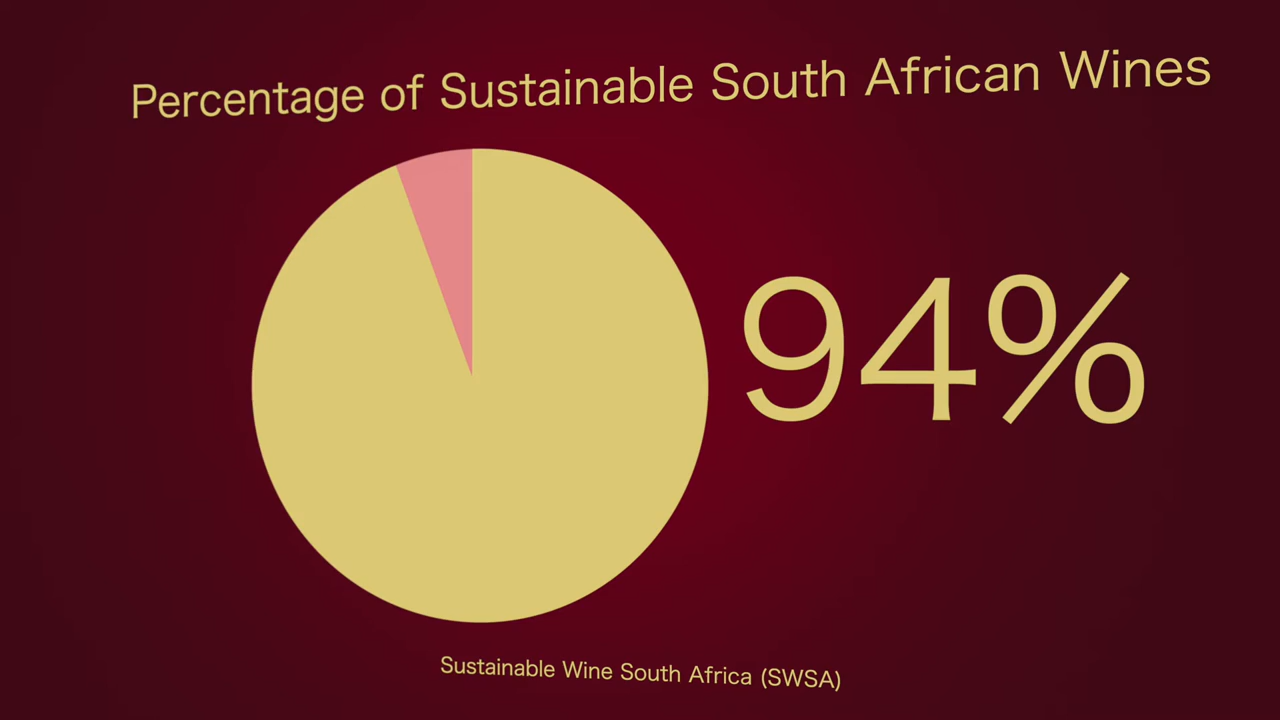 Percentage of Sustainable South African Wines
94%
Sustainable Wine South Africa (SWSA)